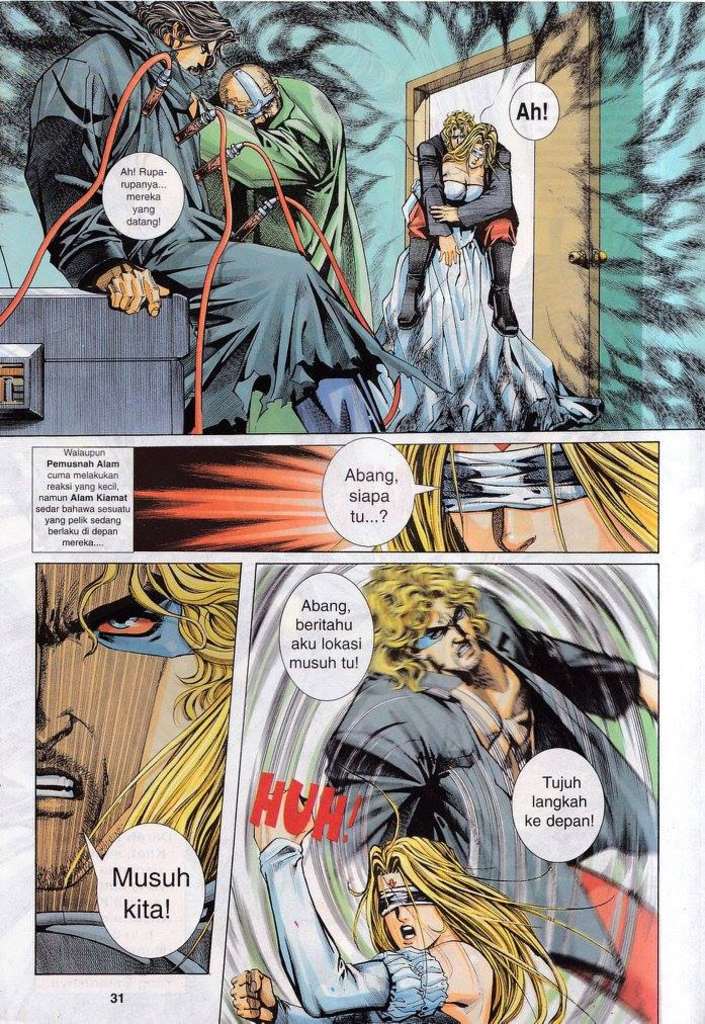 Ah!
Ah! Rupa-
rupanya...
mereka
yang
datang!
Walaupun
Pemusnah Alam
cuma melakukan
reaksi yang kecil,
namun Alam Kiamat
sedar bahawa sesuatu
yang pelik sedang
berlaku di depan
mereka....
Abang,
siapa
tu...?
Musuh
kita!
Abang,
beritahu
aku lokasi
musuh tu!
HUH!
Tujuh
langkah
ke depan!
31